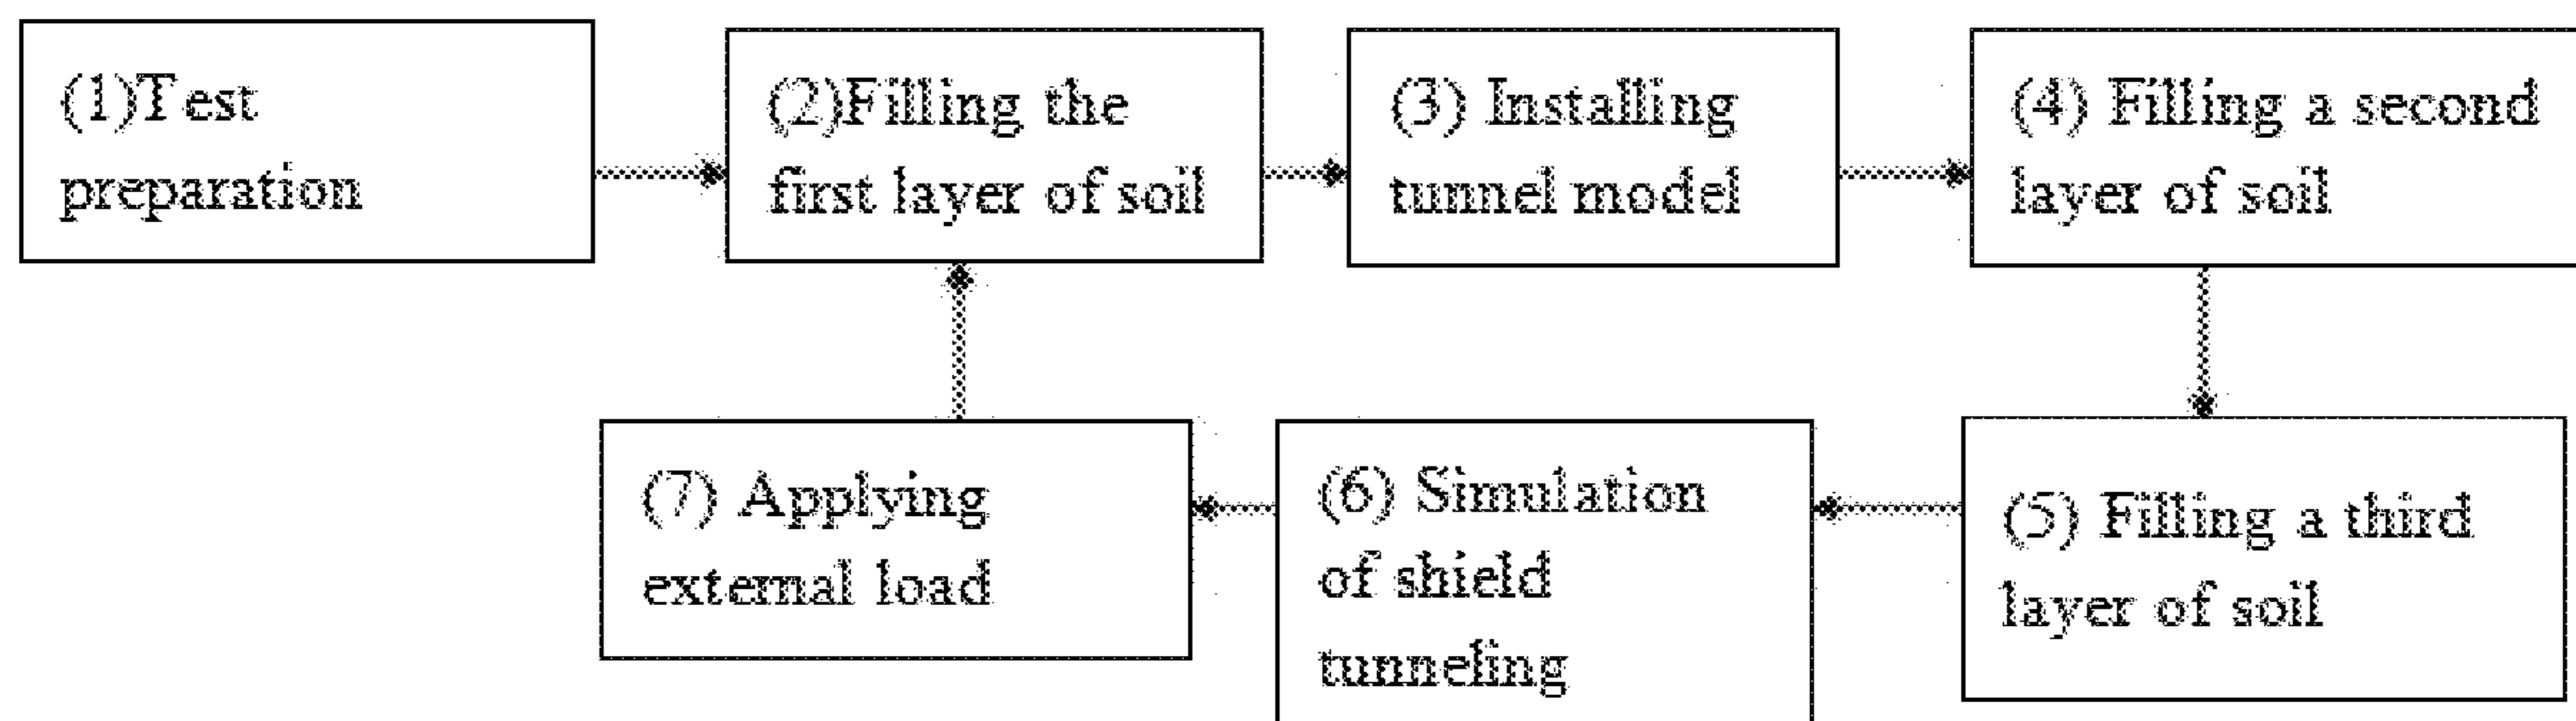 (1)Test
preparation
(2)Filling the
first layer of soil
(3) Installing
tunnel model
(4) Filling a second
layer of soil
(5) Filling a third
layer of soil
(6) Simulation
of shield
tunneling
(7) Applying
external load